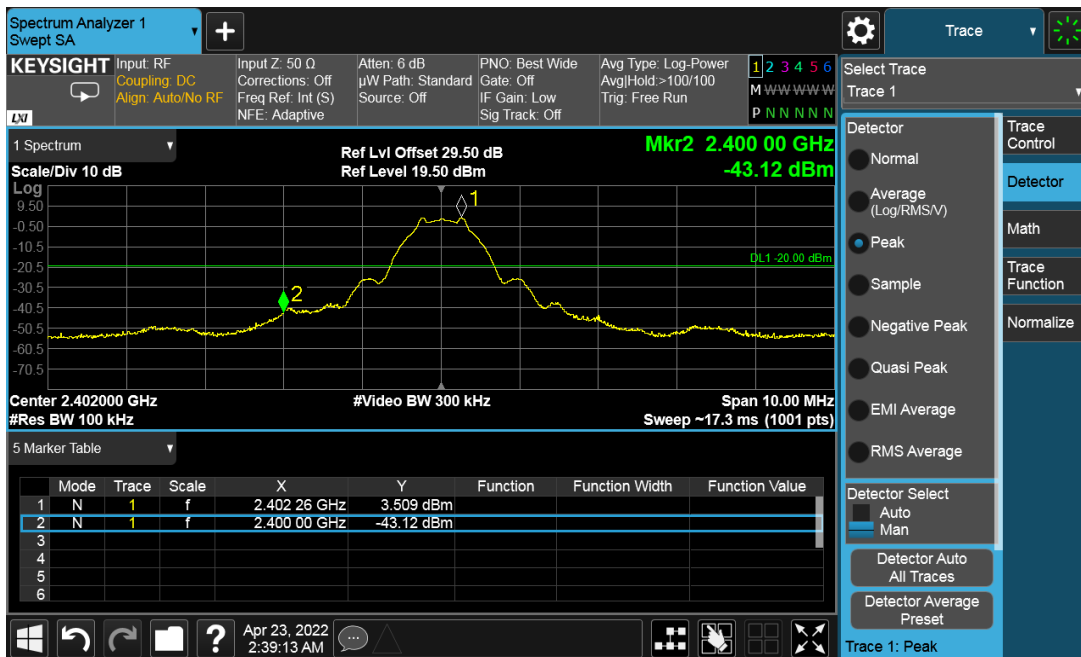 Spectrum Analyzer 1
Swept SA
Trace
KEYSIGHT
LXI
Input: RF
Coupling: DC
Align: Auto/No RF
Input Z: 50 Ω
Corrections: Off
Freq Ref: Int (S)
NFE: Adaptive
Atten: 6 dB
µW Path: Standard
Source: Off
PNO: Best Wide
Gate: Off
IF Gain: Low
Sig Track: Off
Avg Type: Log-Power
Avg|Hold:>100/100
Trig: Free Run
1 2 3 4 5 6
M W W W W W
P N N N N N
Select Trace
Trace 1
1 Spectrum
Scale/Div 10 dB
Ref Lvl Offset 29.50 dB
Ref Level 19.50 dBm
Mkr2 2.400 00 GHz
-43.12 dBm
Log
9.50
-0.50
-10.5
-20.5
-30.5
-40.5
-50.5
-60.5
-70.5
1
2
DL1 -20.00 dBm
Center 2.402000 GHz
#Video BW 300 kHz
Span 10.00 MHz
#Res BW 100 kHz
Sweep ~17.3 ms (1001 pts)
5 Marker Table
Mode Trace Scale X Y Function Function Width Function Value
1 N 1 f 2.402 26 GHz 3.509 dBm
2 N 1 f 2.400 00 GHz -43.12 dBm
3
4
5
6
Detector
Normal
Average
(Log/RMS/V)
Peak
Sample
Negative Peak
Quasi Peak
EMI Average
RMS Average
Detector Select
Auto
Man
Detector Auto
All Traces
Detector Average
Preset
Trace 1: Peak
Trace
Control
Detector
Math
Trace
Function
Normalize
?
Apr 23, 2022
2:39:13 AM